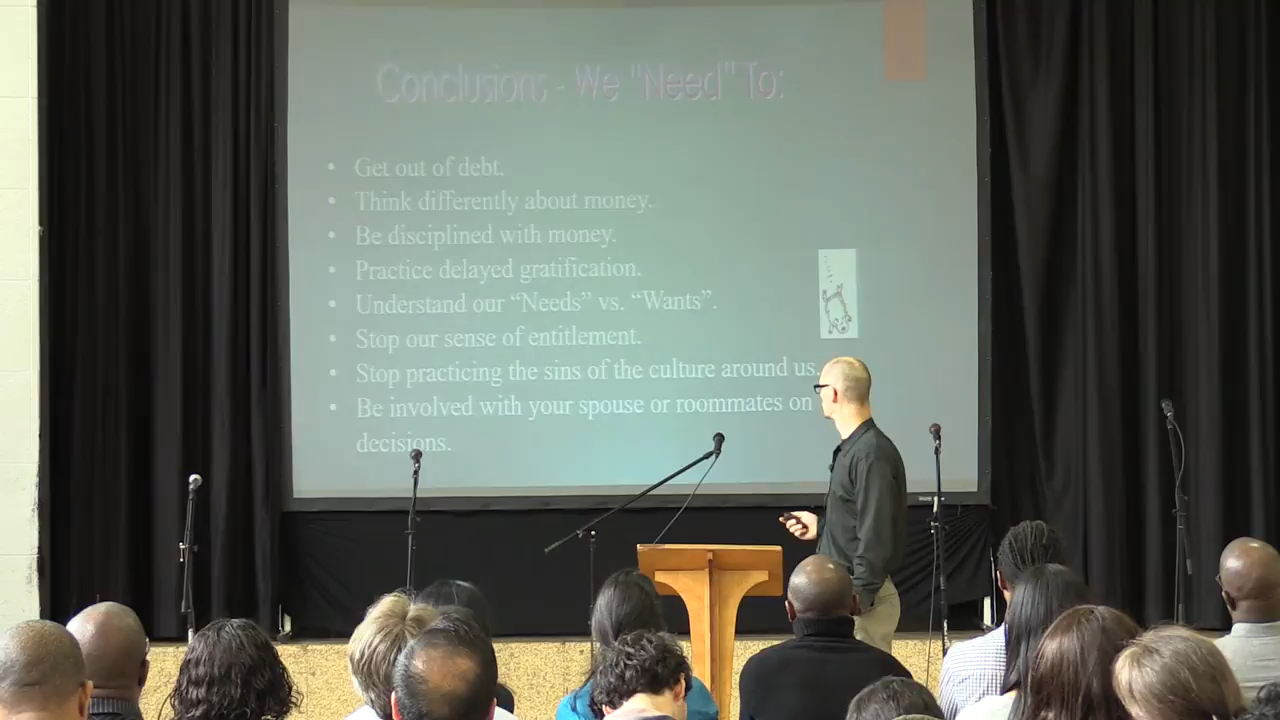 Conclusions - We "Need" To:
• Get out of debt.
• Think differently about money.
• Be disciplined with money.
• Practice delayed gratification.
• Understand our “Needs” vs. “Wants”.
• Stop our sense of entitlement.
• Stop practicing the sins of the culture around us.
• Be involved with your spouse or roommates on
decisions.